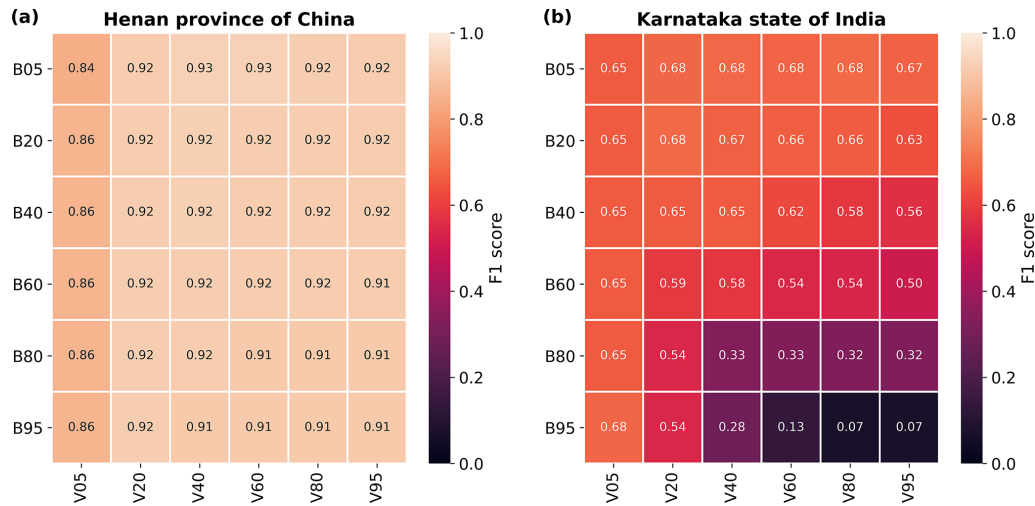 (a) Henan province of China
B05 0.84 0.92 0.93 0.93 0.92 0.92
B20 0.86 0.92 0.92 0.92 0.92 0.92
B40 0.86 0.92 0.92 0.92 0.92 0.92
B60 0.86 0.92 0.92 0.92 0.92 0.91
B80 0.86 0.92 0.92 0.91 0.91 0.91
B95 0.86 0.92 0.91 0.91 0.91 0.91
V05 V20 V40 V60 V80 V95
1.0
0.8
0.6
0.4
0.2
0.0
F1 score
(b) Karnataka state of India
B05 0.65 0.68 0.68 0.68 0.68 0.67
B20 0.65 0.68 0.67 0.66 0.66 0.63
B40 0.65 0.65 0.65 0.62 0.58 0.56
B60 0.65 0.59 0.58 0.54 0.54 0.50
B80 0.65 0.54 0.33 0.33 0.32 0.32
B95 0.68 0.54 0.28 0.13 0.07 0.07
V05 V20 V40 V60 V80 V95
1.0
0.8
0.6
0.4
0.2
0.0
F1 score